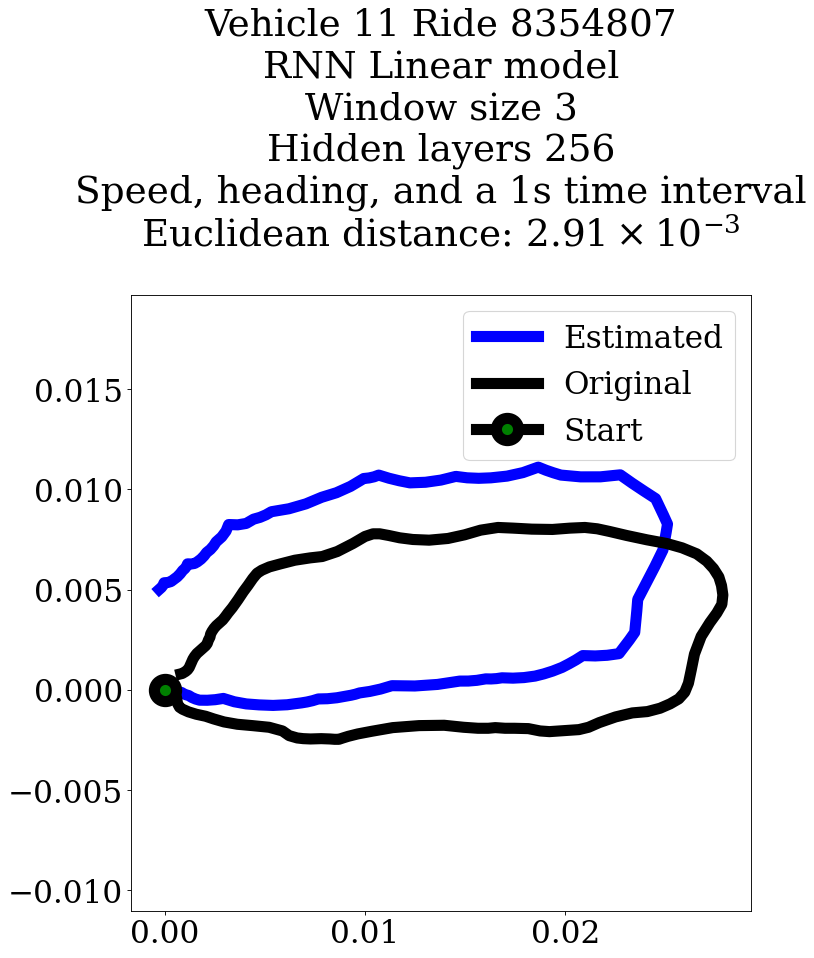 Vehicle 11 Ride 8354807
RNN Linear model
Window size 3
Hidden layers 256
Speed, heading, and a 1s time interval
Euclidean distance: 2.91 × 10⁻³
Estimated
Original
Start
0.015
0.010
0.005
0.000
−0.005
−0.010
0.00 0.01 0.02